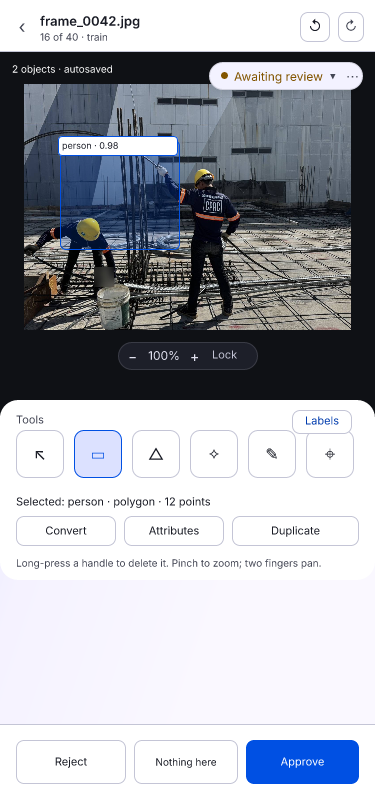 frame_0042.jpg
16 of 40 · train
2 objects · autosaved
Awaiting review
person · 0.98
CFAC
− 100% + Lock
Tools
Labels
Selected: person · polygon · 12 points
Convert
Attributes
Duplicate
Long-press a handle to delete it. Pinch to zoom; two fingers pan.
Reject
Nothing here
Approve